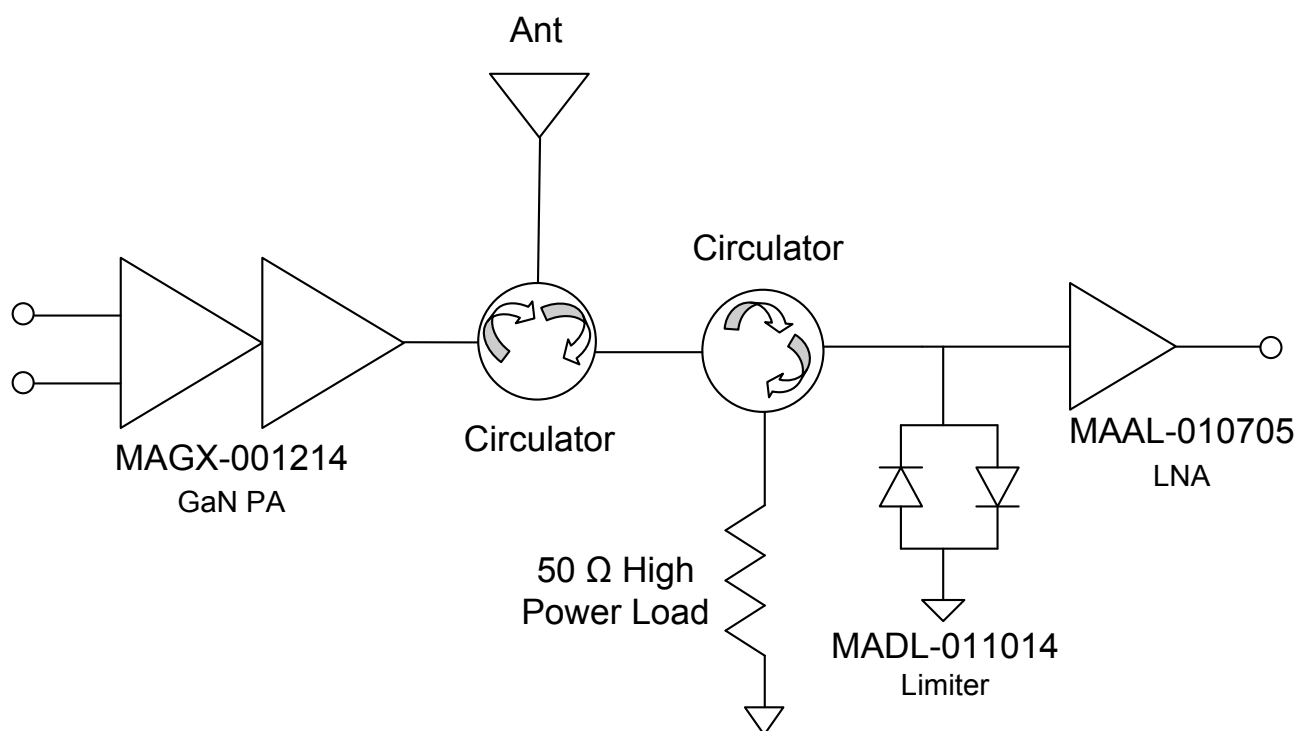 Ant
Circulator
Circulator
MAGX-001214
GaN PA
MAAL-010705
LNA
50 Ω High
Power Load
MADL-011014
Limiter